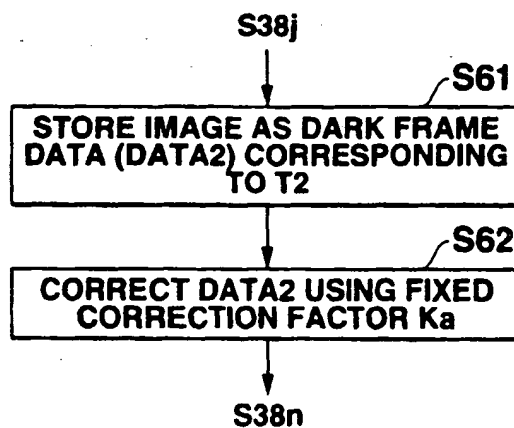 S38j
S61
STORE IMAGE AS DARK FRAME
DATA (DATA2) CORRESPONDING
TO T2
S62
CORRECT DATA2 USING FIXED
CORRECTION FACTOR Ka
S38n